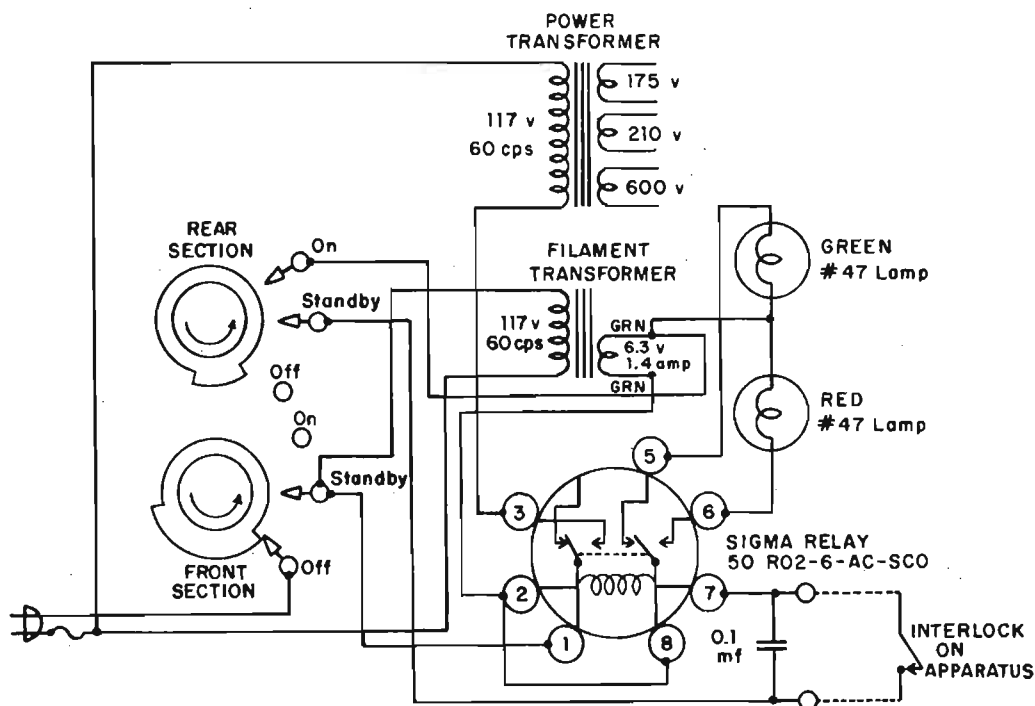 POWER
TRANSFORMER
117 v
60 cps
175 v
210 v
600 v
REAR
SECTION
On
Standby
Off
FILAMENT
TRANSFORMER
117 v
60 cps
GRN
6.3 v
1.4 amp
GRN
GREEN
#47 Lamp
RED
#47 Lamp
On
Standby
Off
FRONT
SECTION
5
3
6
2
7
1
8
SIGMA RELAY
50 RO2-6-AC-SCO
0.1
mf
INTERLOCK
ON
APPARATUS